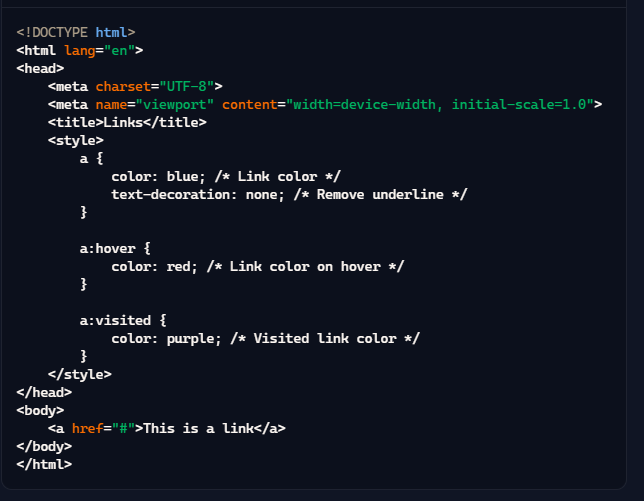 <!DOCTYPE html>
<html lang="en">
<head>
    <meta charset="UTF-8">
    <meta name="viewport" content="width=device-width, initial-scale=1.0">
    <title>Links</title>
    <style>
        a {
            color: blue; /* Link color */
            text-decoration: none; /* Remove underline */
        }

        a:hover {
            color: red; /* Link color on hover */
        }

        a:visited {
            color: purple; /* Visited link color */
        }
    </style>
</head>
<body>
    <a href="#">This is a link</a>
</body>
</html>